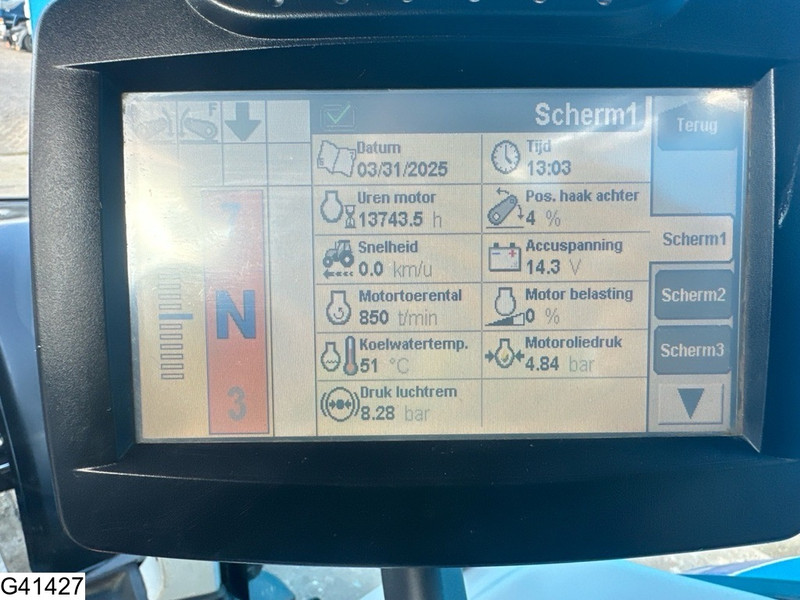 F
Scherm1
Terug
Datum
03/31/2025
Tijd
13:03
Uren motor
13743.5 h
Pos. haak achter
4 %
Snelheid
0.0 km/u
Accuspanning
14.3 V
Motortoerental
850 t/min
Motor belasting
0 %
Koelwatertemp.
51 °C
Motoroliedruk
4.84 bar
Druk luchtrem
8.28 bar
N
3
Scherm1
Scherm2
Scherm3
G41427